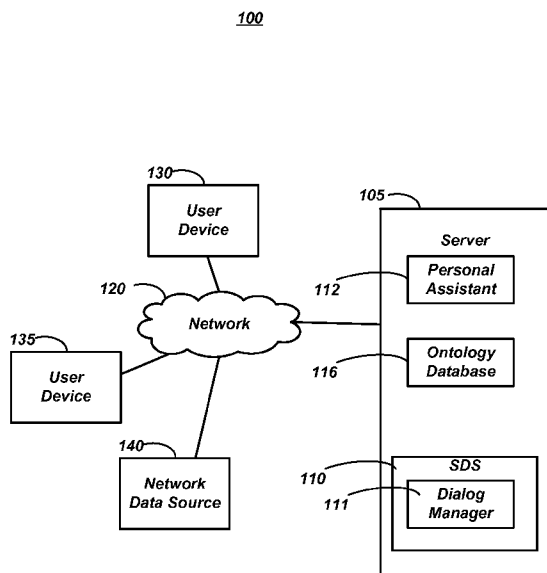 100
130
User
Device
105
Server
112
Personal
Assistant
120
Network
116
Ontology
Database
135
User
Device
140
Network
Data Source
110
SDS
111
Dialog
Manager